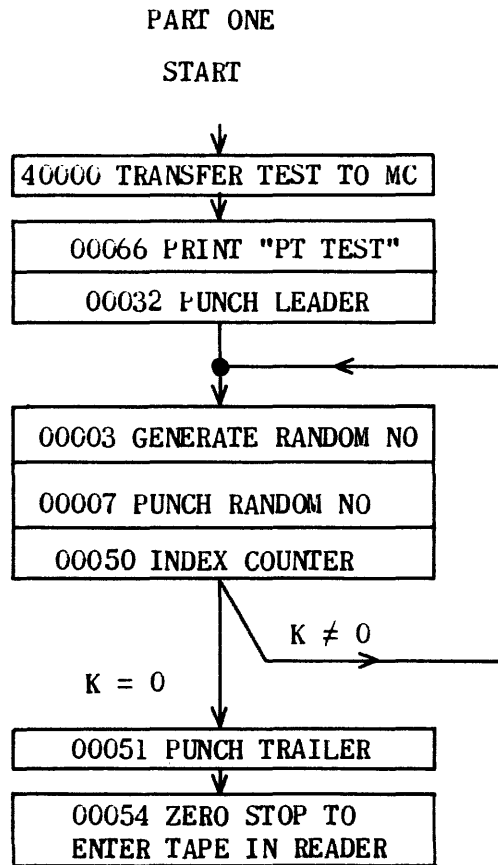 PART ONE
START
40000 TRANSFER TEST TO MC
00066 PRINT "PT TEST"
00032 PUNCH LEADER
00003 GENERATE RANDOM NO
00007 PUNCH RANDOM NO
00050 INDEX COUNTER
K ≠ 0
K = 0
00051 PUNCH TRAILER
00054 ZERO STOP TO
ENTER TAPE IN READER